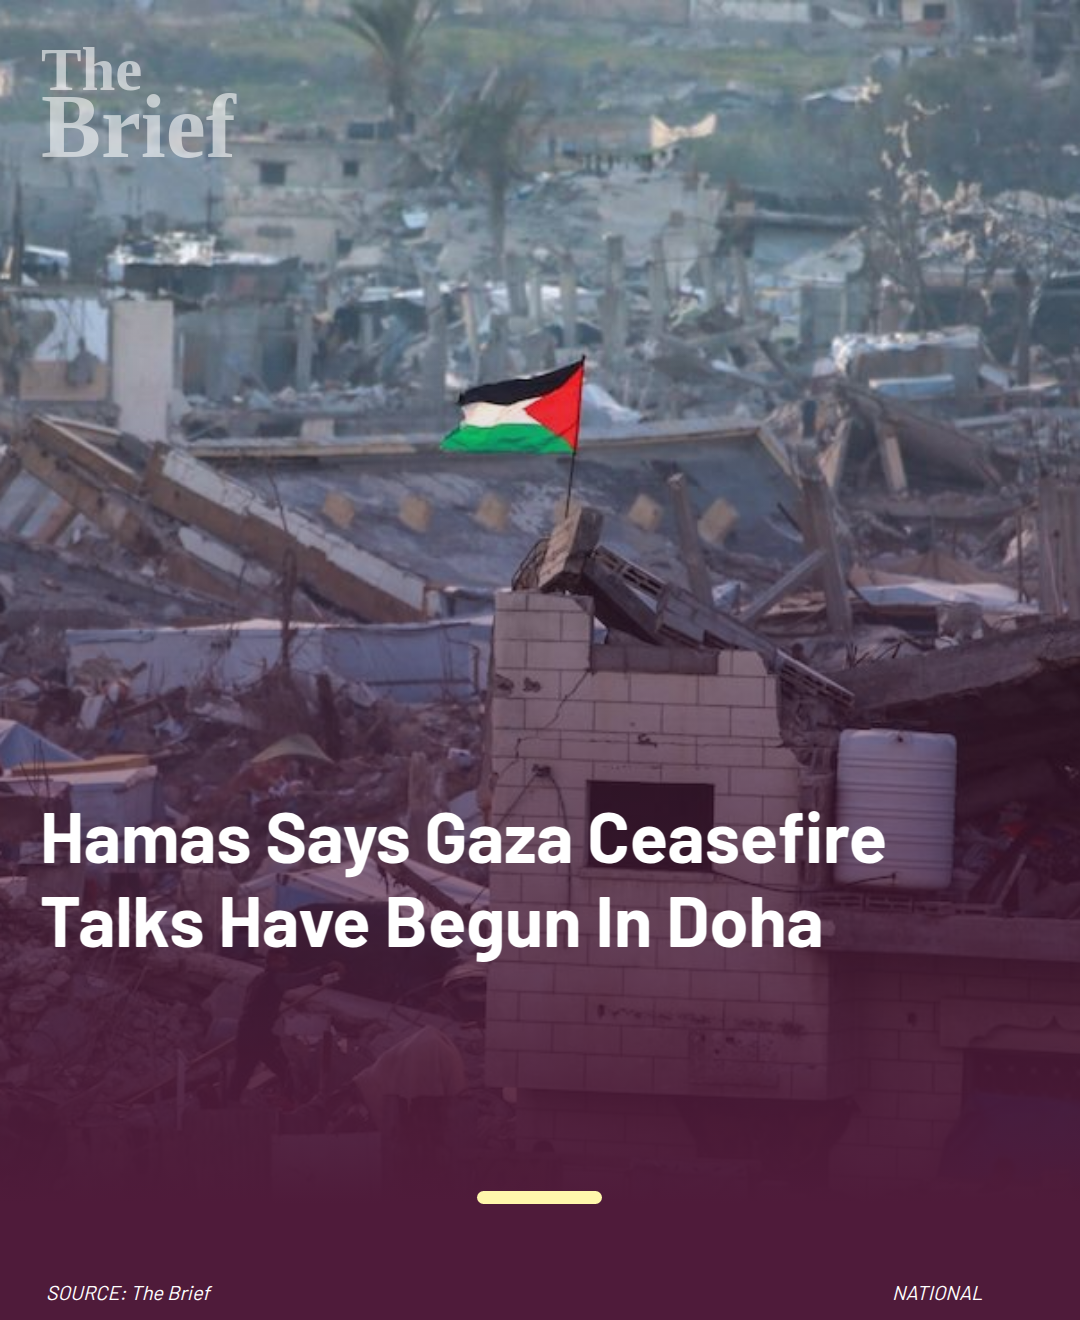 The
Brief
Hamas Says Gaza Ceasefire
Talks Have Begun In Doha
SOURCE: The Brief
NATIONAL